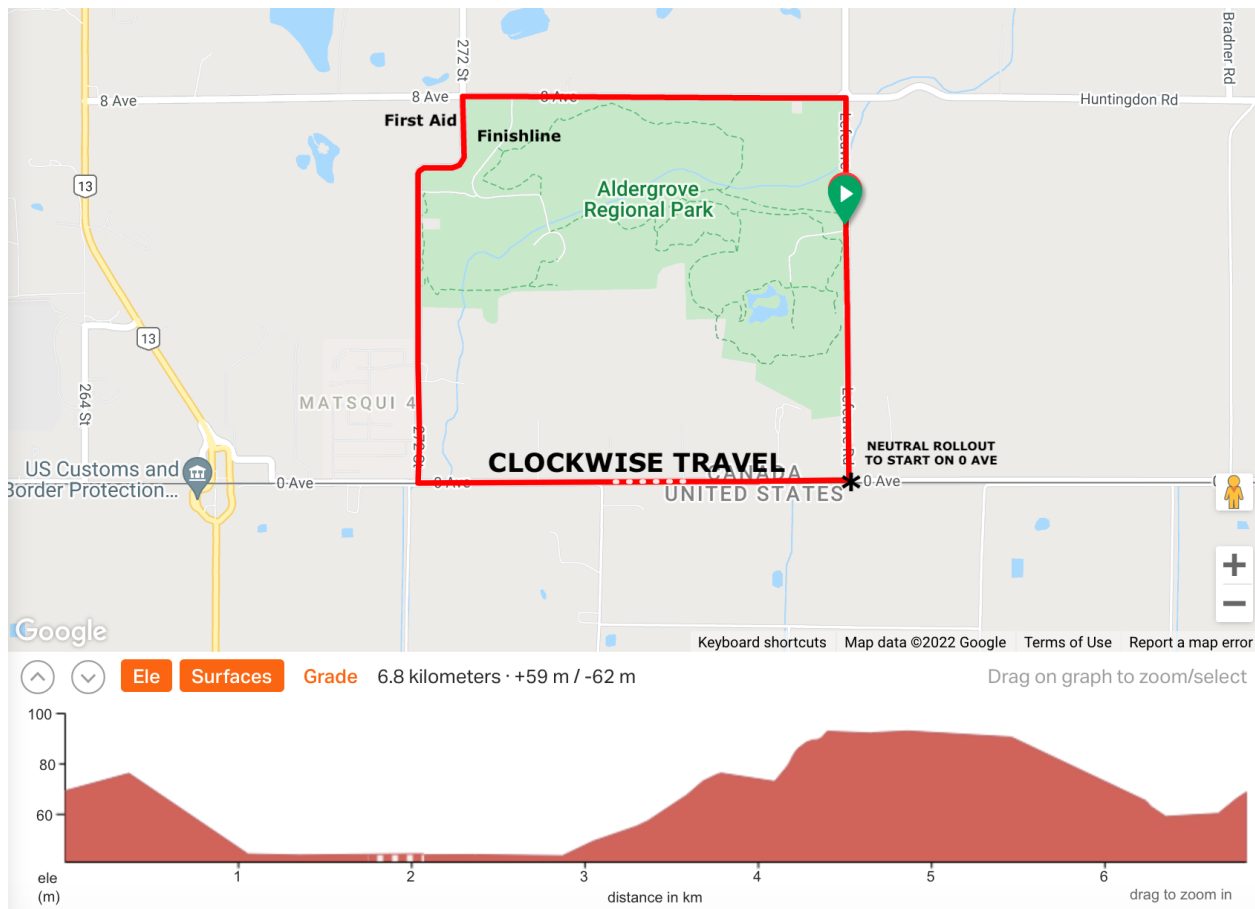 272 St
Bradner Rd
8 Ave
8 Ave
8 Ave
Huntingdon Rd
First Aid
Finishline
13
Aldergrove
Regional Park
13
264 St
MATSQUI 4
272 St
NEUTRAL ROLLOUT
TO START ON 0 AVE
CLOCKWISE TRAVEL
CANADA
UNITED STATES
US Customs and
Border Protection...
0 Ave
0 Ave
0 Ave
Google
Keyboard shortcuts
Map data ©2022 Google
Terms of Use
Report a map error
Ele
Surfaces
Grade
6.8 kilometers · +59 m / -62 m
Drag on graph to zoom/select
100
80
60
ele
(m)
1
2
3
4
5
6
distance in km
drag to zoom in